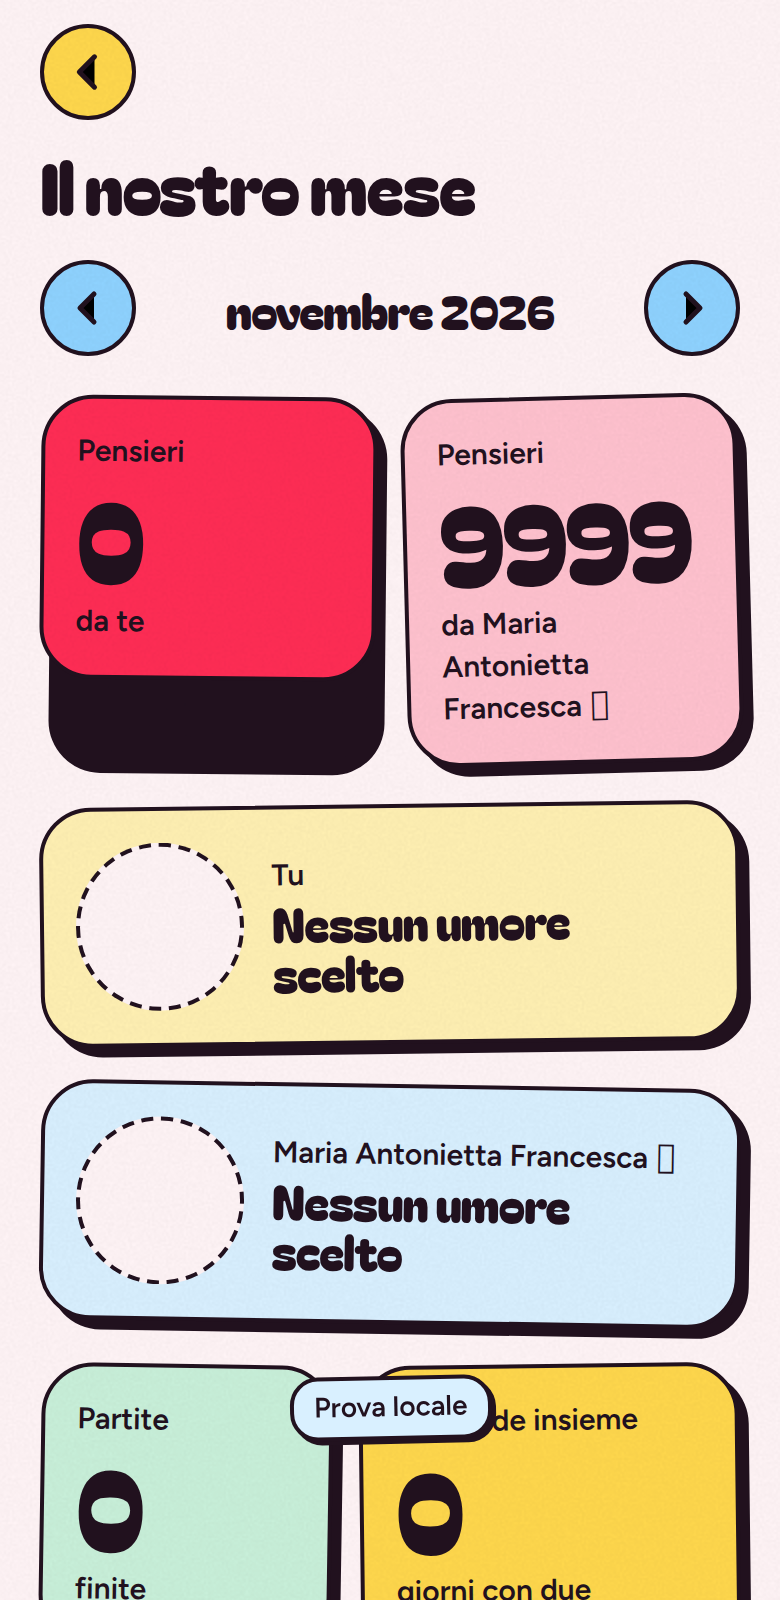 Il nostro mese
novembre 2026
Pensieri
0
da te
Pensieri
9999
da Maria
Antonietta
Francesca
Tu
Nessun umore
scelto
Maria Antonietta Francesca
Nessun umore
scelto
Prova locale
Partite
0
finite
de insieme
0
giorni con due